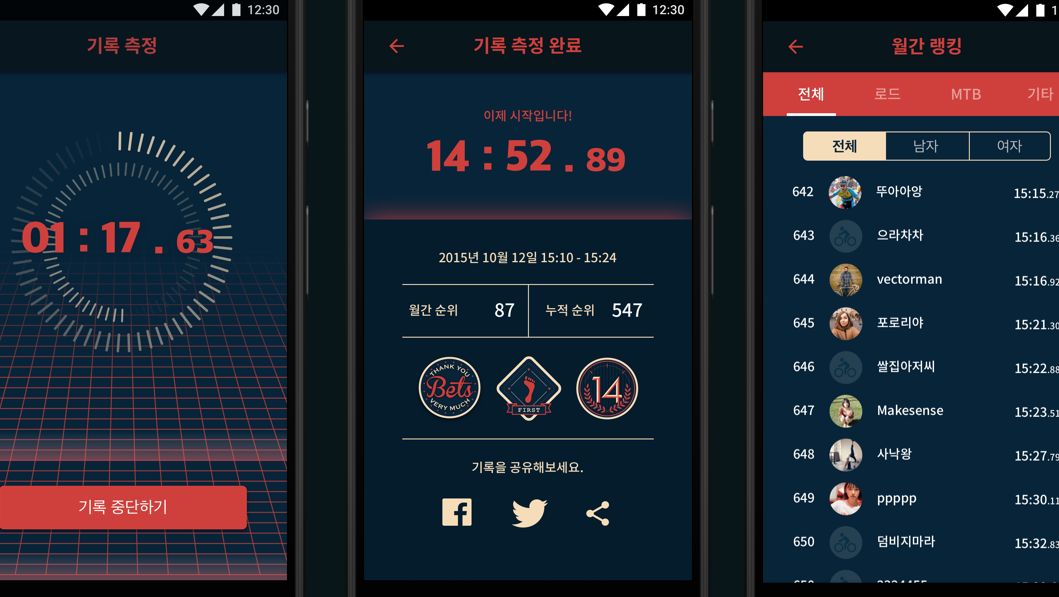 12:30
기록 측정
01 : 17 . 63
기록 중단하기
12:30
기록 측정 완료
이제 시작입니다!
14 : 52 . 89
2015년 10월 12일 15:10 - 15:24
월간 순위 87 누적 순위 547
THANK YOU
Bets
VERY MUCH
FIRST
14
기록을 공유해보세요.
월간 랭킹
전체 로드 MTB 기타
전체 남자 여자
642 뚜아아앙 15:15.27
643 으라차차 15:16.36
644 vectorman 15:16.92
645 포로리야 15:21.30
646 쌀집아저씨 15:22.88
647 Makesense 15:23.51
648 사낙왕 15:27.79
649 ppppp 15:30.11
650 덤비지마라 15:32.83